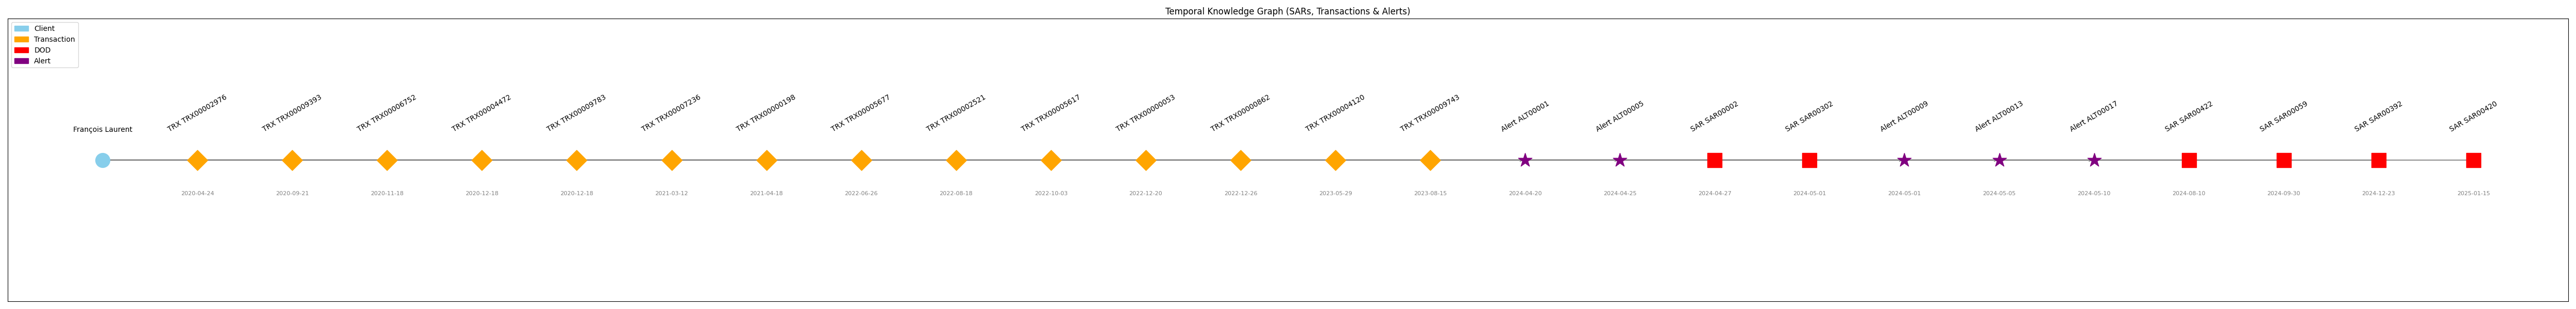 Temporal Knowledge Graph (SARs, Transactions & Alerts)
Client
Transaction
DOD
Alert
François Laurent
TRX TRX00002976
TRX TRX00009393
TRX TRX00006752
TRX TRX00004472
TRX TRX00009783
TRX TRX00007236
TRX TRX00000198
TRX TRX00005677
TRX TRX00002521
TRX TRX00005617
TRX TRX00000053
TRX TRX00000862
TRX TRX00004120
TRX TRX00009743
Alert ALT00001
Alert ALT00005
SAR SAR00002
SAR SAR00302
Alert ALT00009
Alert ALT00013
Alert ALT00017
SAR SAR00422
SAR SAR00059
SAR SAR00392
SAR SAR00420
2020-04-24
2020-09-21
2020-11-18
2020-12-18
2020-12-18
2021-03-12
2021-04-18
2022-06-26
2022-08-18
2022-10-03
2022-12-20
2022-12-26
2023-05-29
2023-08-15
2024-04-20
2024-04-25
2024-04-27
2024-05-01
2024-05-01
2024-05-05
2024-05-10
2024-08-10
2024-09-30
2024-12-23
2025-01-15